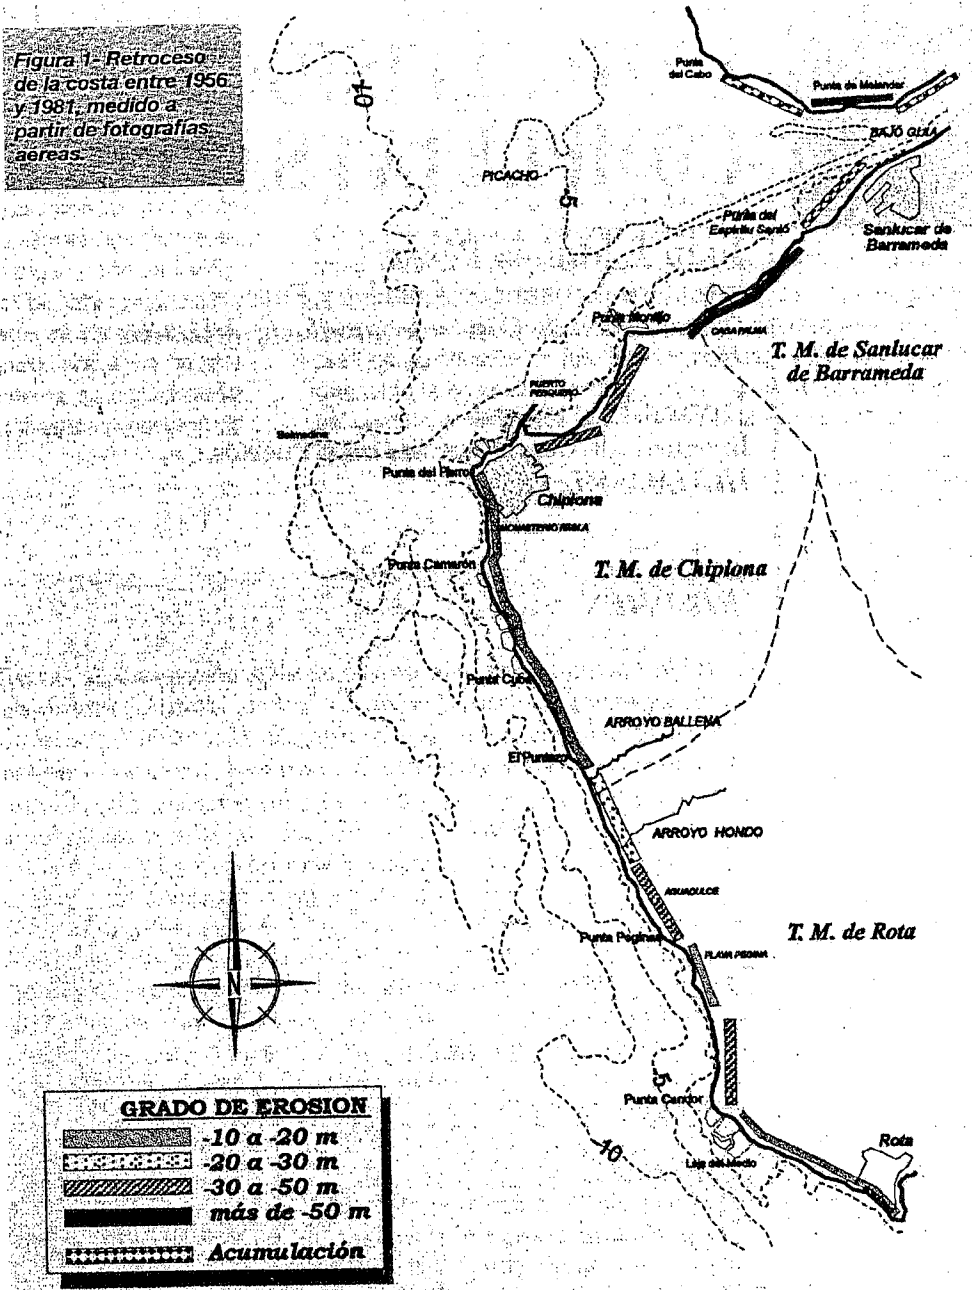 Figura 1- Retroceso
de la costa entre 1956
y 1981, medido a
partir de fotografías
aereas.
10
Punta
del Cabo
Punta de Malandar
BAJO GUIA
PICACHO
5
Punta del
Espíritu Santo
Sanlucar de
Barrameda
Punta Montijo
CASA PALMA
T. M. de Sanlucar
de Barrameda
PUERTO
PESQUERO
Salmedina
Punta del Perro
Chipiona
MONASTERIO REGLA
Punta Camarón
T. M. de Chipiona
Punta Cuba
ARROYO BALLENA
El Puntazo
ARROYO HONDO
AGUADULCE
Punta Peginas
T. M. de Rota
PLAYA PEGINA
N
5
Punta Candor
10
Laja del Medio
Rota
GRADO DE EROSION
-10 a -20 m
-20 a -30 m
-30 a -50 m
más de -50 m
Acumulación